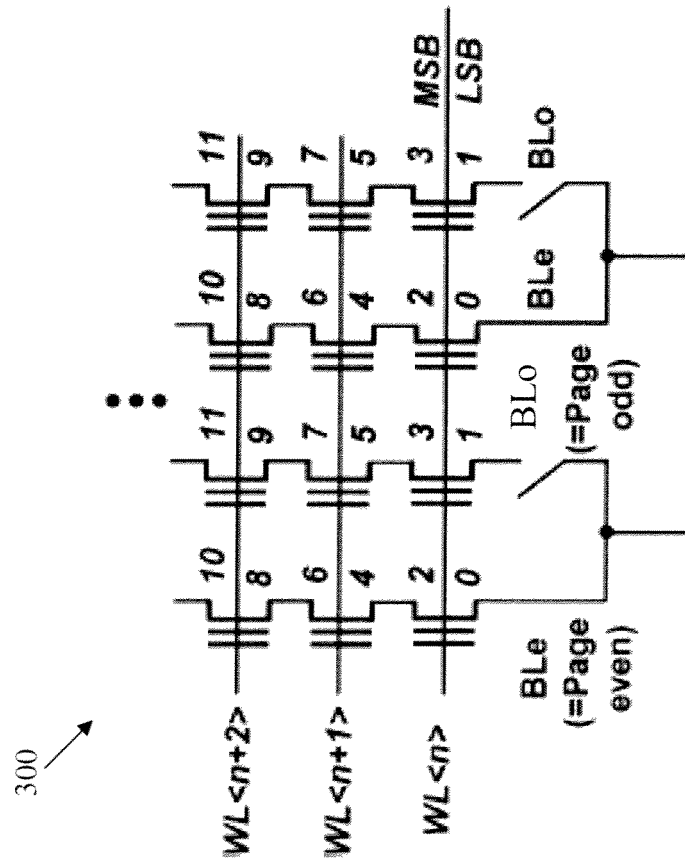 300
11 MSB
10 11 10
WL<n+2> 8 9 8 9
6 7 6 7
WL<n+1> 4 5 4 5
2 3 2 3 MSB
WL<n> 0 1 0 1 LSB
BLe
(=Page
even)
BLo
(=Page
odd)
BLe
BLo